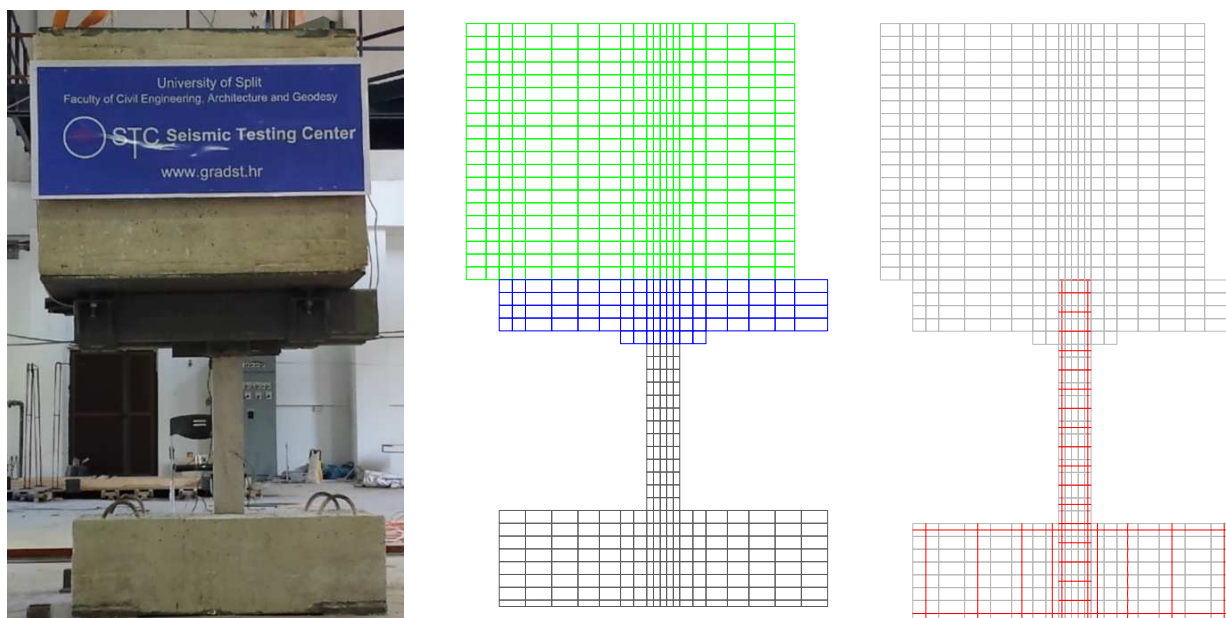 University of Split
Faculty of Civil Engineering, Architecture and Geodesy
STC Seismic Testing Center
www.gradst.hr